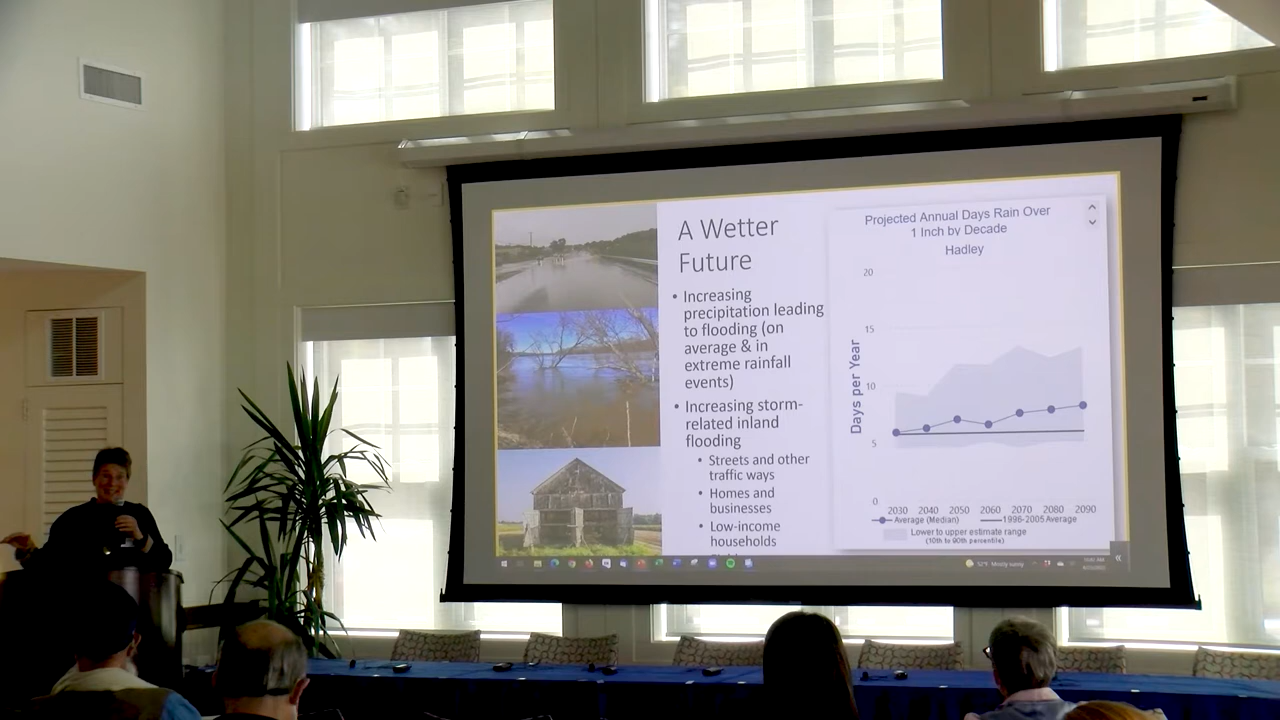 A Wetter
Future
• Increasing
precipitation leading
to flooding (on
average & in
extreme rainfall
events)
• Increasing storm-
related inland
flooding
• Streets and other
traffic ways
• Homes and
businesses
• Low-income
households
Projected Annual Days Rain Over
1 Inch by Decade
Hadley
Days per Year
20
15
10
5
0
2030 2040 2050 2060 2070 2080 2090
Average (Median) 1996-2005 Average
Lower to upper estimate range
(10th to 90th percentile)
52°F Mostly sunny